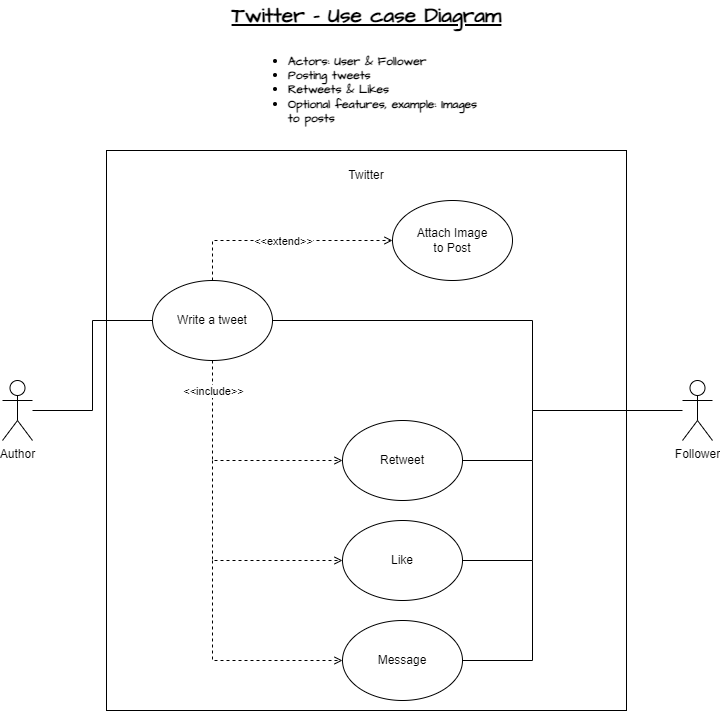 Twitter - Use case Diagram
Actors: User & Follower
Posting tweets
Retweets & Likes
Optional features, example: Images
to posts
Twitter
Attach Image
to Post
<<extend>>
Write a tweet
<<include>>
Author
Follower
Retweet
Like
Message